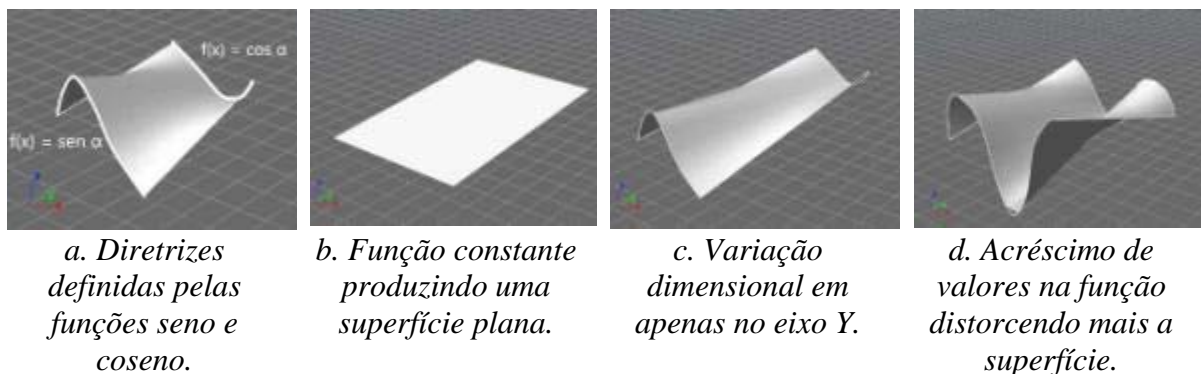 f(x) = cos α
f(x) = sen α
a. Diretrizes
definidas pelas
funções seno e
coseno.
b. Função constante
produzindo uma
superfície plana.
c. Variação
dimensional em
apenas no eixo Y.
d. Acréscimo de
valores na função
distorcendo mais a
superfície.